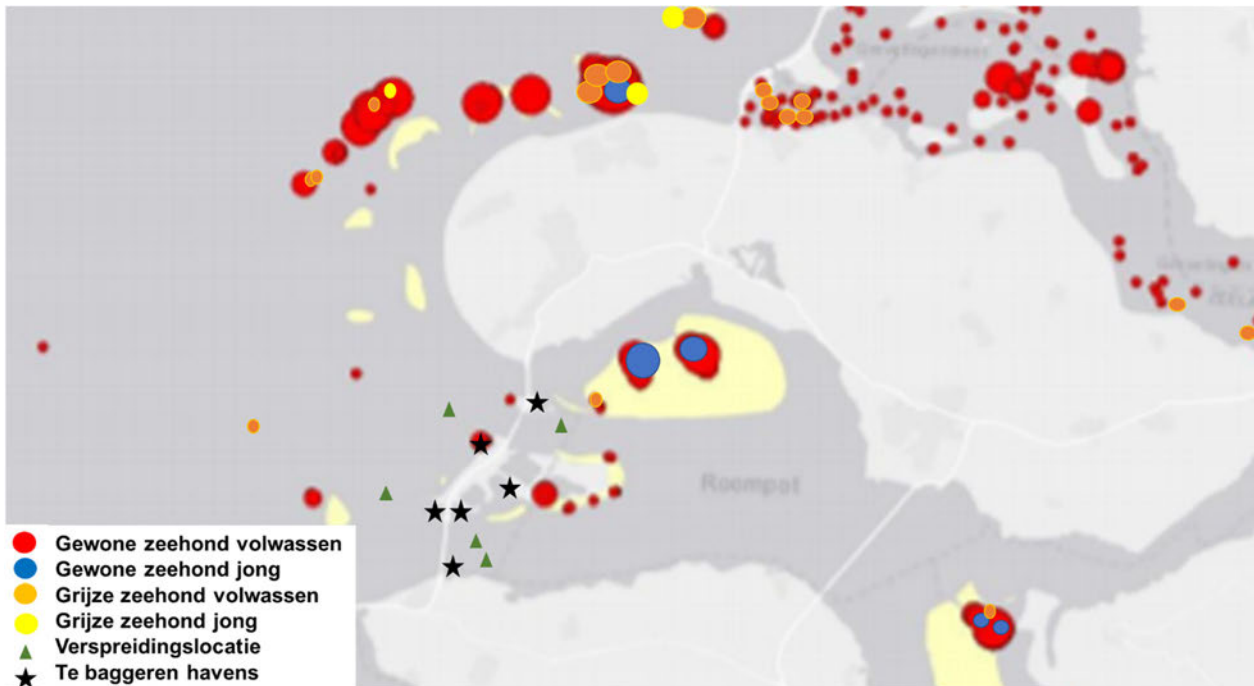 Roompot
Gewone zeehond volwassen
Gewone zeehond jong
Grijze zeehond volwassen
Grijze zeehond jong
Verspreidingslocatie
Te baggeren havens